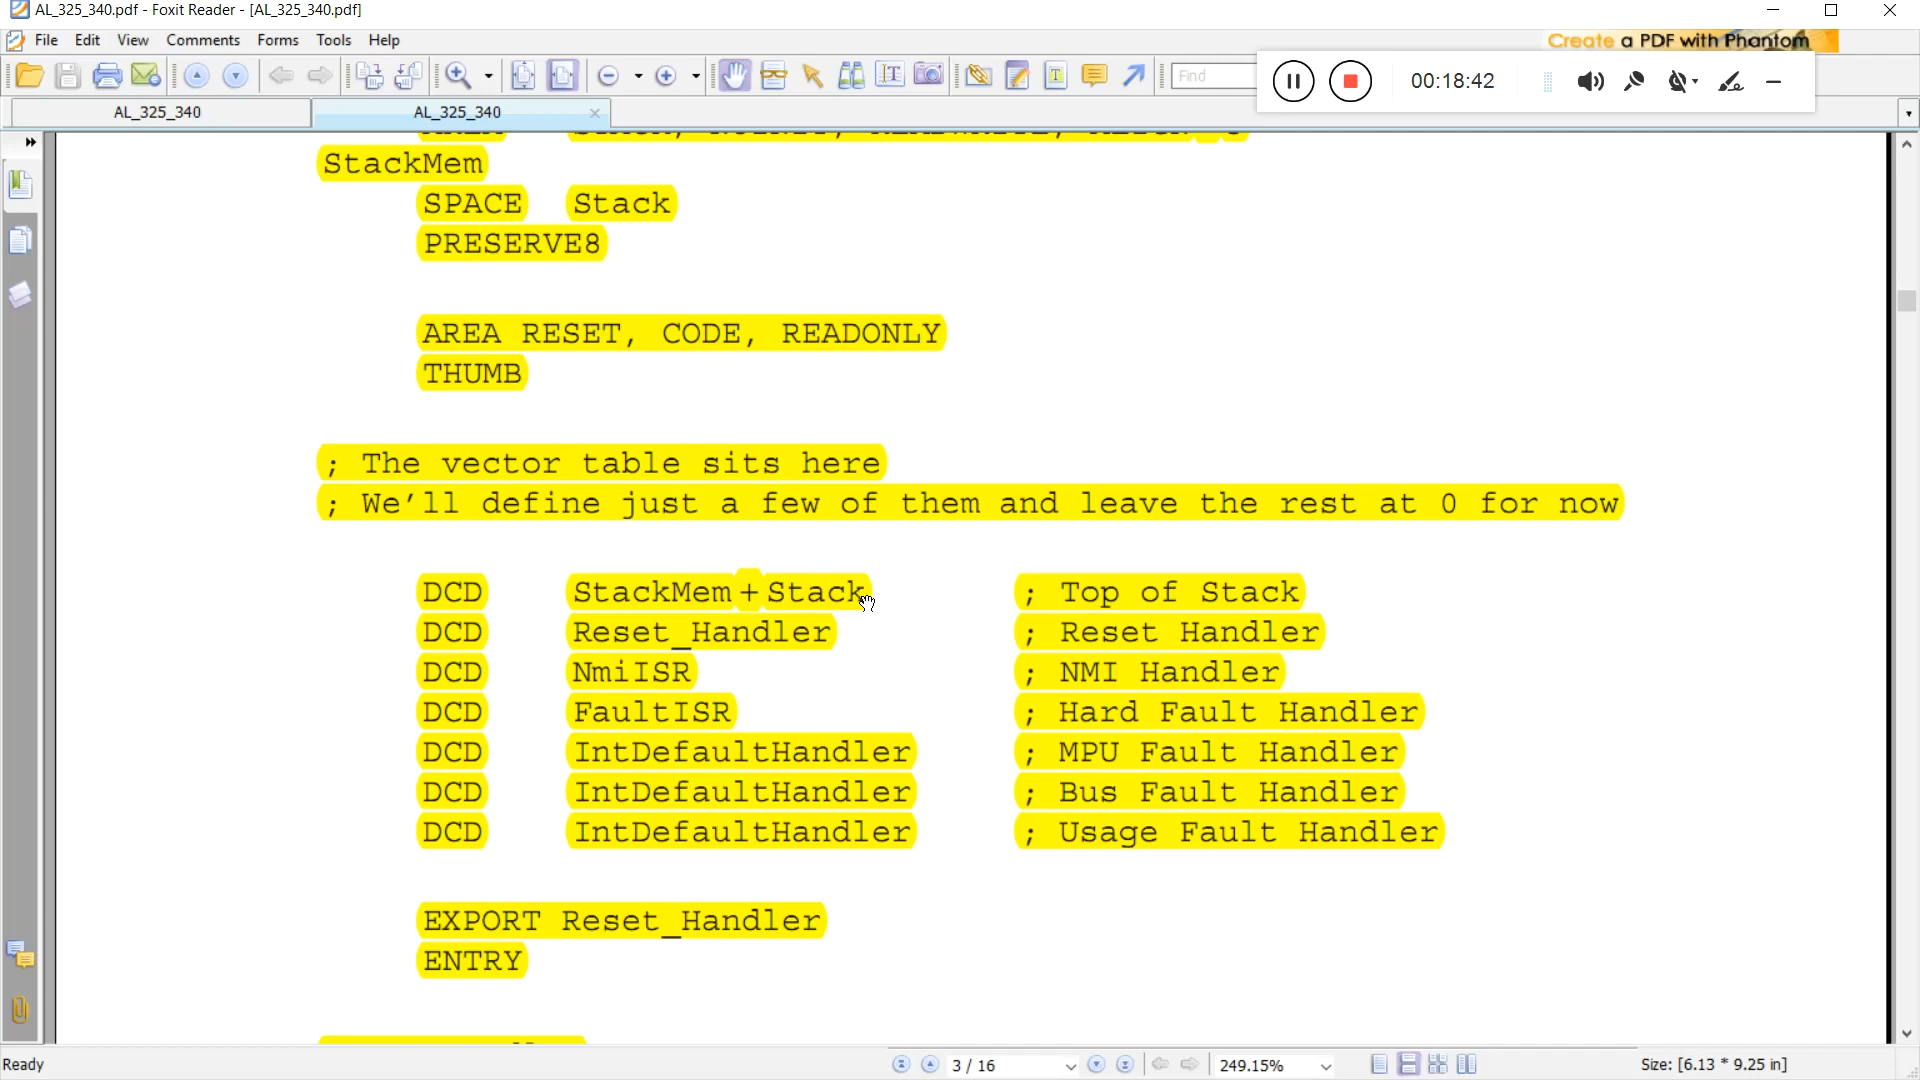 AL_325_340.pdf - Foxit Reader - [AL_325_340.pdf]
File Edit View Comments Forms Tools Help
Create a PDF with Phantom
Find
00:18:42
AL_325_340 AL_325_340
StackMem
SPACE Stack
PRESERVE8
AREA RESET, CODE, READONLY
THUMB
; The vector table sits here
; We’ll define just a few of them and leave the rest at 0 for now
DCD StackMem+Stack ; Top of Stack
DCD Reset_Handler ; Reset Handler
DCD NmiISR ; NMI Handler
DCD FaultISR ; Hard Fault Handler
DCD IntDefaultHandler ; MPU Fault Handler
DCD IntDefaultHandler ; Bus Fault Handler
DCD IntDefaultHandler ; Usage Fault Handler
EXPORT Reset_Handler
ENTRY
Ready 3 / 16 249.15% Size: [6.13 * 9.25 in]